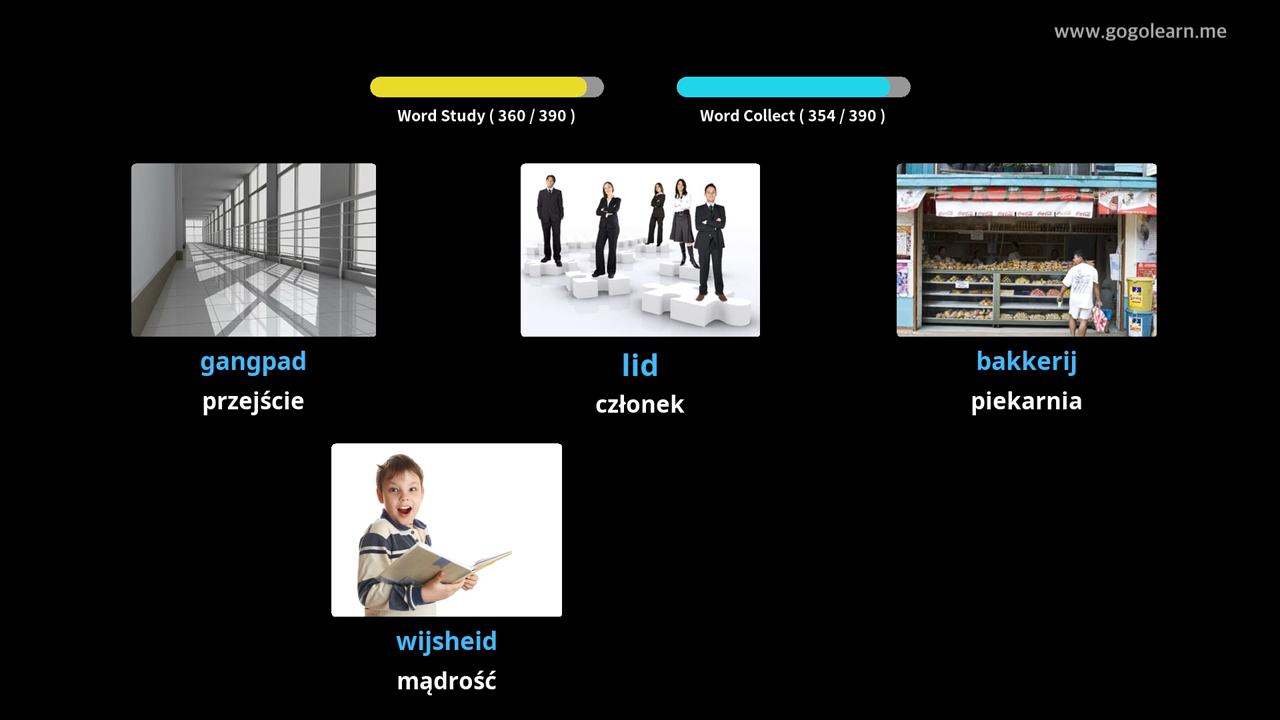 www.gogolearn.me
Word Study ( 360 / 390 )
Word Collect ( 354 / 390 )
gangpad
przejście
lid
członek
bakkerij
piekarnia
wijsheid
mądrość